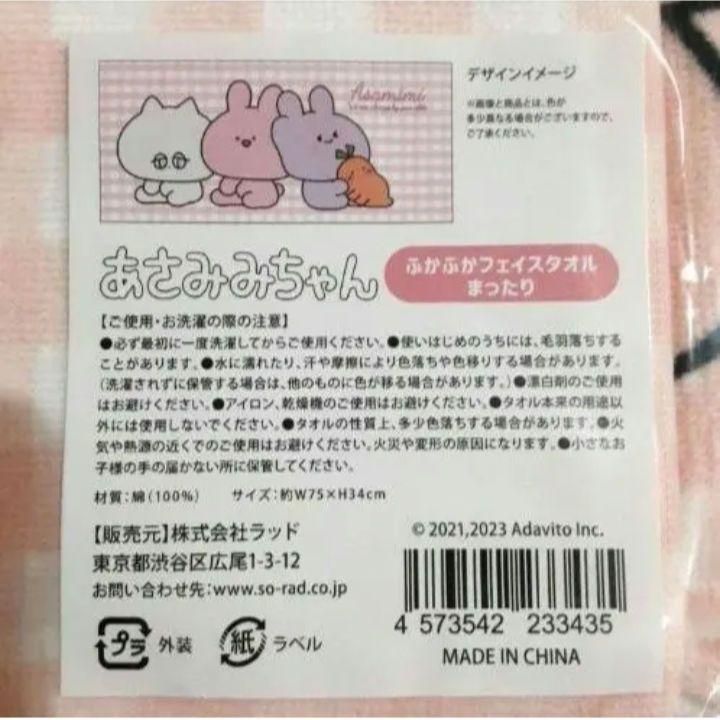 Asamimi
デザインイメージ
※画像と商品とは、色が
多少異なる場合がございますので、
ご了承ください。
あさみみちゃん
ふかふかフェイスタオル
まったり
【ご使用・お洗濯の際の注意】
●必ず最初に一度洗濯してからご使用ください。●使いはじめのうちには、毛羽落ちする
ことがあります。●水に濡れたり、汗や摩擦により色落ちや色移りする場合があります。
(洗濯されずに保管する場合は、他のものに色が移る場合があります。)●漂白剤のご使用
はお避けください。●アイロン、乾燥機のご使用はお避けください。●タオル本来の用途以
外には使用しないでください。●タオルの性質上、多少色落ちする場合があります。●火
気や熱源の近くでのご使用はお避けください。火災や変形の原因になります。●小さなお
子様の手の届かない所に保管してください。
材質：綿(100%) サイズ：約W75×H34cm
【販売元】株式会社ラッド
東京都渋谷区広尾1-3-12
お問い合わせ先：www.so-rad.co.jp
© 2021,2023 Adavito Inc.
4 573542 233435
MADE IN CHINA
プラ 外装
紙 ラベル